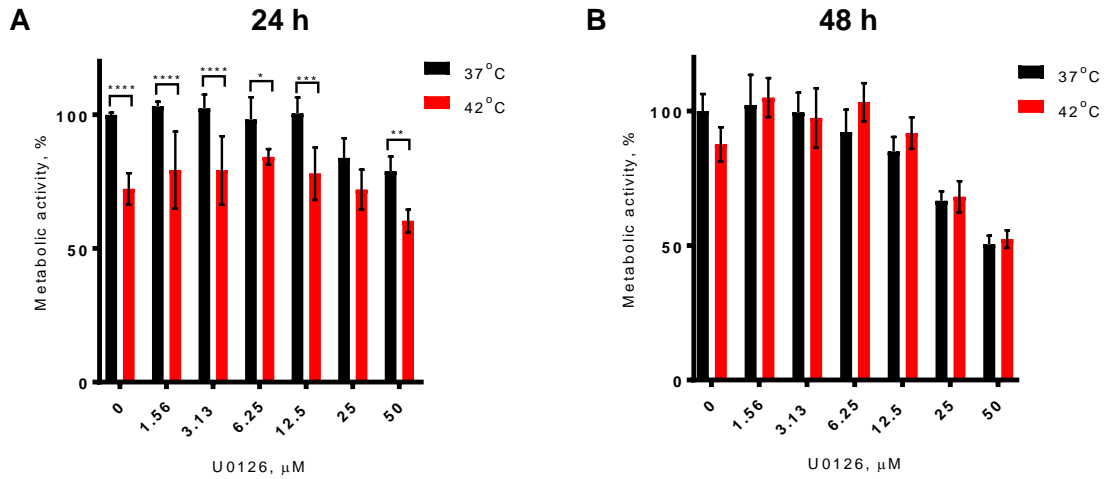 A
24 h
37°C
42°C
**** **** **** * *** **
Metabolic activity, %
100
50
0
0 1.56 3.13 6.25 12.5 25 50
U0126, μM
B
48 h
37°C
42°C
Metabolic activity, %
100
50
0
0 1.56 3.13 6.25 12.5 25 50
U0126, μM